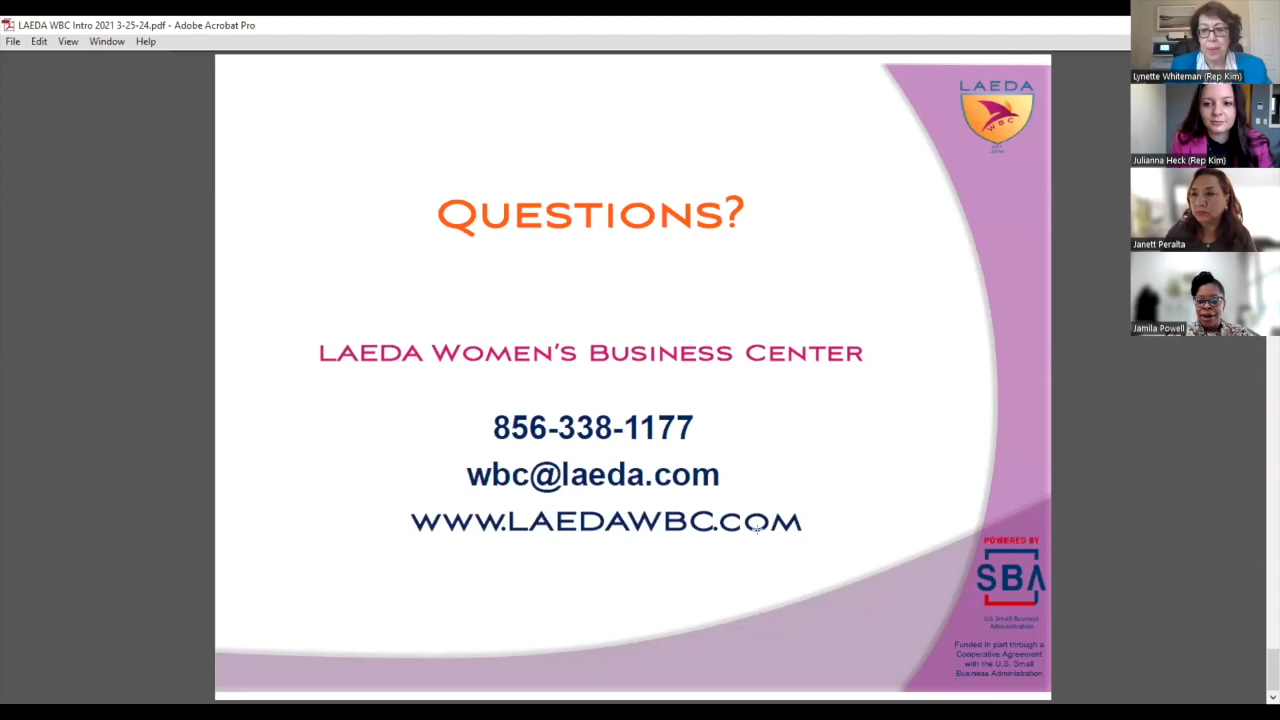 LAEDA WBC Intro 2021 3-25-24.pdf - Adobe Acrobat Pro
File Edit View Window Help
LAEDA
WBC
QUESTIONS?
LAEDA WOMEN'S BUSINESS CENTER
856-338-1177
wbc@laeda.com
WWW.LAEDAWBC.COM
POWERED BY
SBA
U.S. Small Business
Administration
Funded in part through a
Cooperative Agreement
with the U.S. Small
Business Administration
Lynette Whiteman (Rep Kim)
Julianna Heck (Rep Kim)
Janett Peralta
Jamila Powell